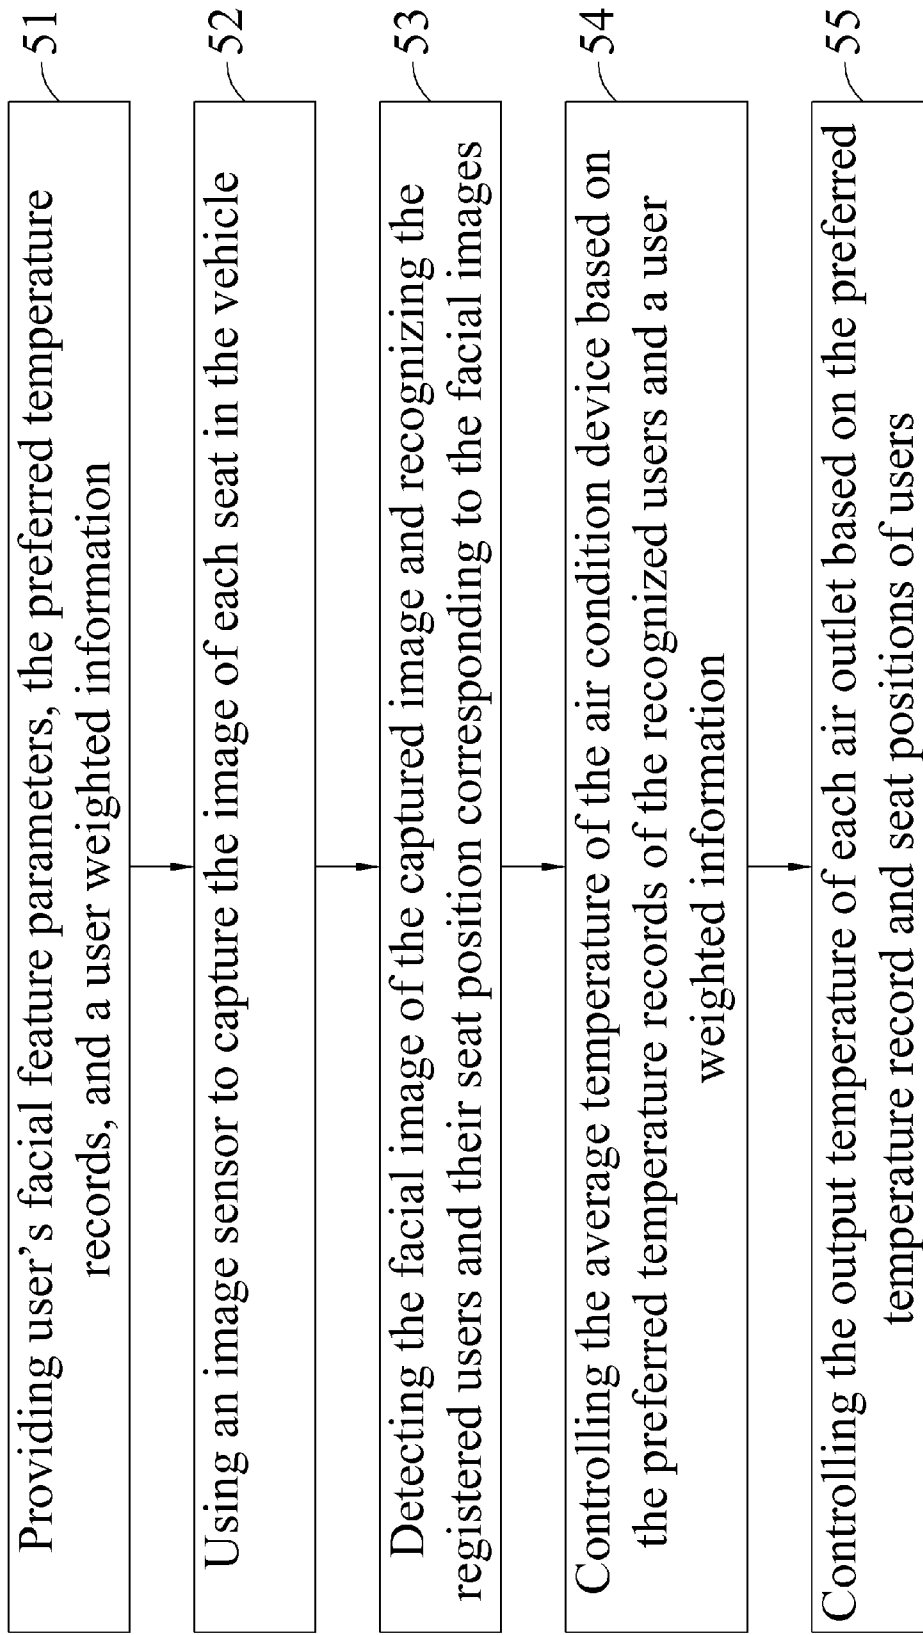 Providing user's facial feature parameters, the preferred temperature
records, and a user weighted information
51
Using an image sensor to capture the image of each seat in the vehicle
52
Detecting the facial image of the captured image and recognizing the
registered users and their seat position corresponding to the facial images
53
Controlling the average temperature of the air condition device based on
the preferred temperature records of the recognized users and a user
weighted information
54
Controlling the output temperature of each air outlet based on the preferred
temperature record and seat positions of users
55